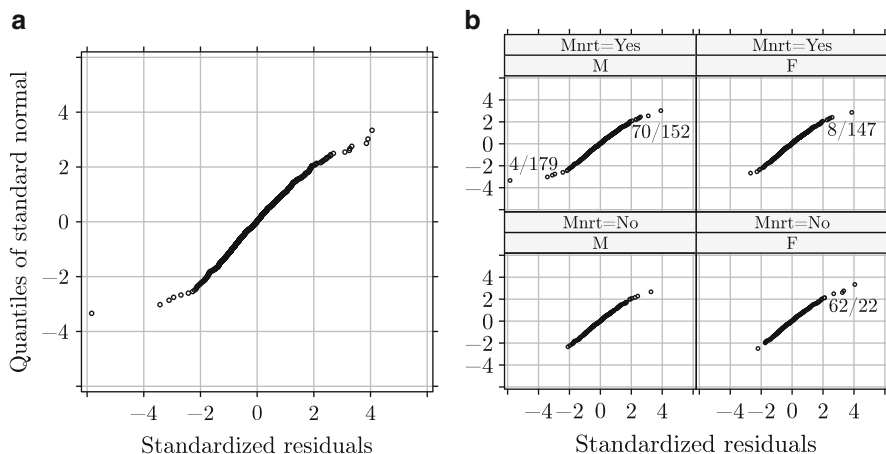 a
Quantiles of standard normal
4
2
0
−2
−4
−4 −2 0 2 4
Standardized residuals
b
Mnrt=Yes Mnrt=Yes
M F
4
2
0
−2
−4
70/152
4/179
8/147
Mnrt=No Mnrt=No
M F
4
2
0
−2
−4
62/22
−4 −2 0 2 4 −4 −2 0 2 4
Standardized residuals